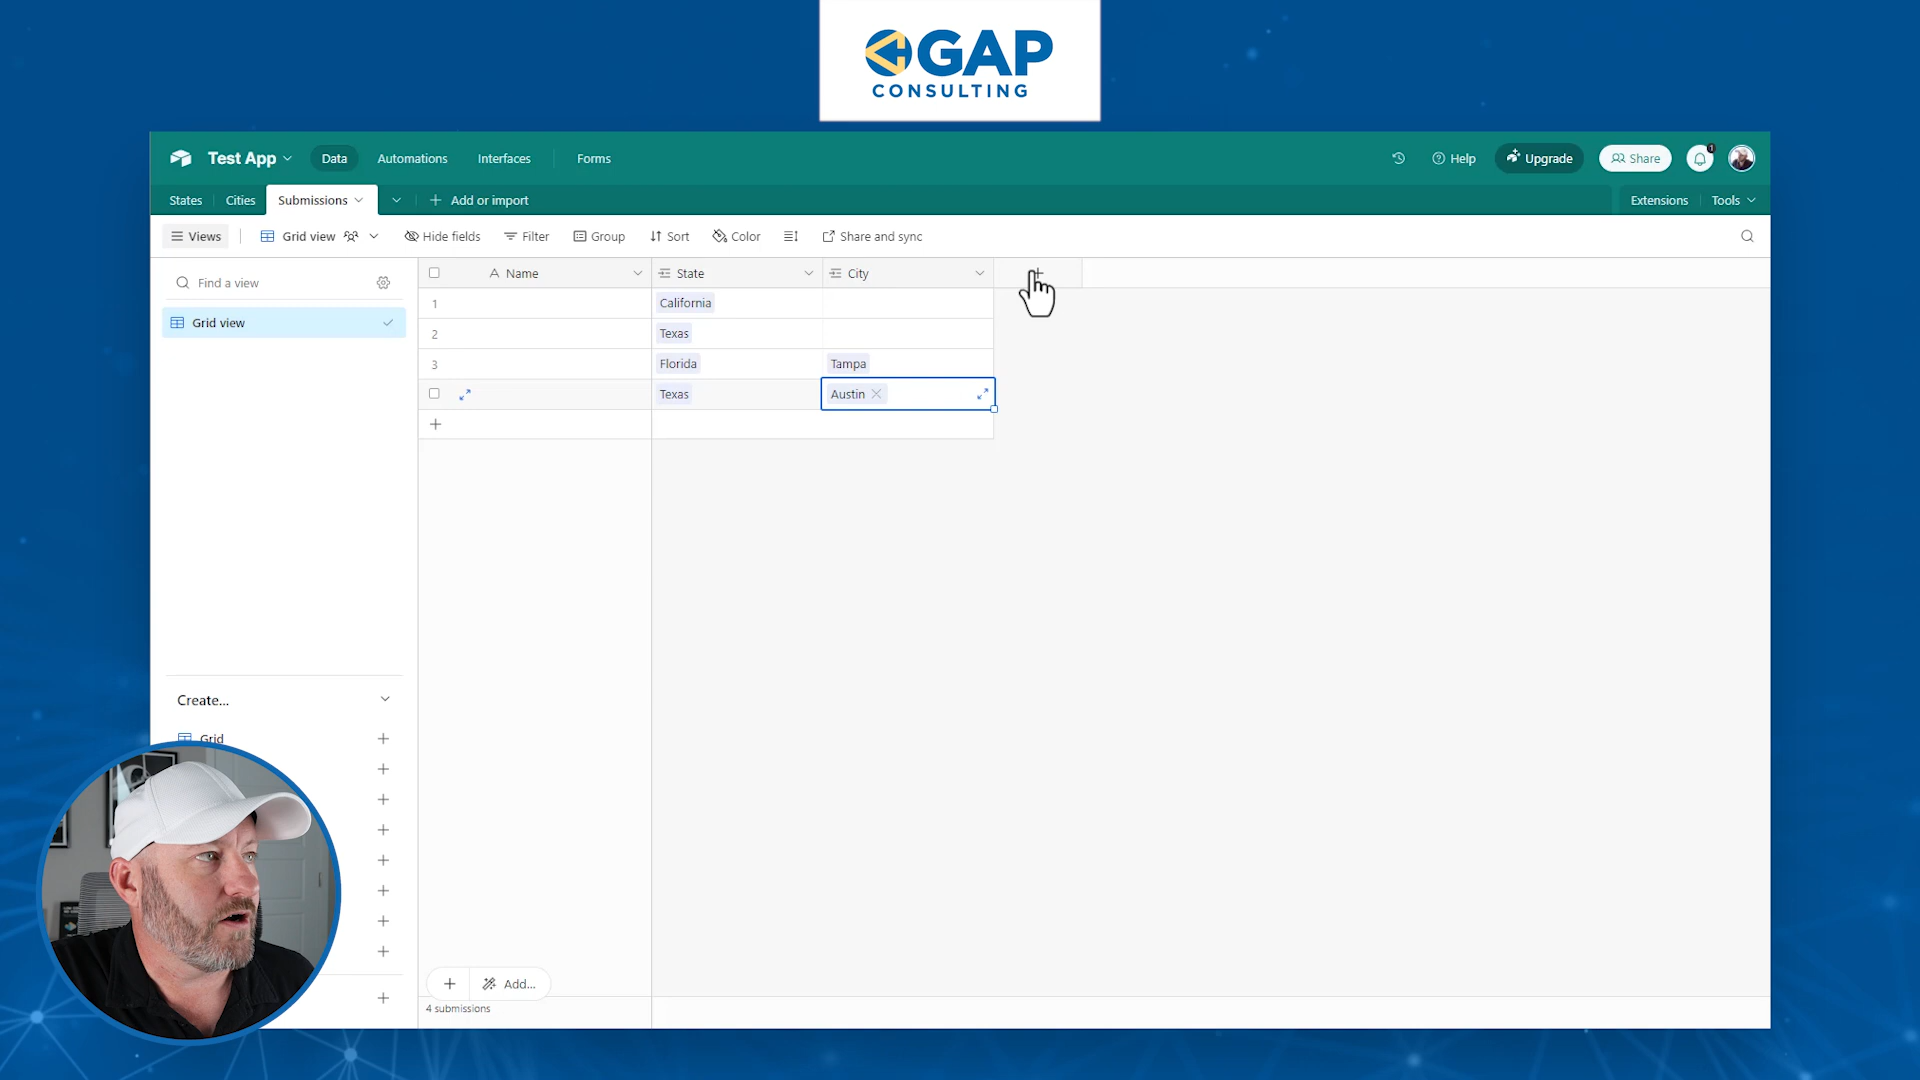 GAP
CONSULTING
Test App
Data
Automations
Interfaces
Forms
Help
Upgrade
Share
1
States
Cities
Submissions
Add or import
Extensions
Tools
Views
Grid view
Hide fields
Filter
Group
Sort
Color
Share and sync
Find a view
Grid view
Create...
Grid
Name
State
City
1
California
2
Texas
3
Florida
Tampa
Texas
Austin
Add...
4 submissions